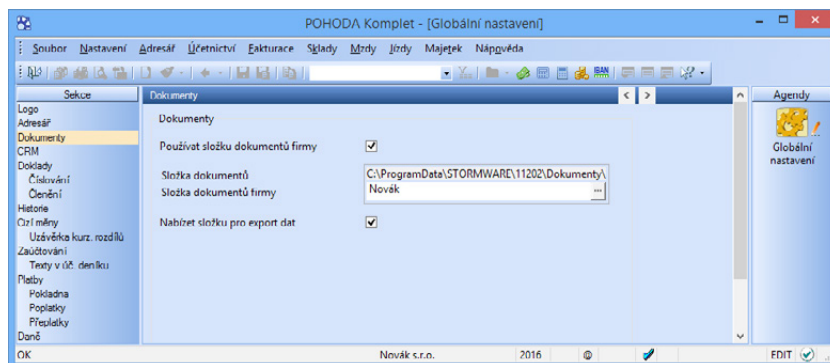 POHODA Komplet - [Globální nastavení]
Soubor Nastavení Adresář Účetnictví Fakturace Sklady Mzdy Jízdy Majetek Nápověda
IBAN
Sekce
Logo
Adresář
Dokumenty
CRM
Doklady
Číslování
Členění
Historie
Cizí měny
Uzávěrka kurz. rozdílů
Zaúčtování
Texty v úč. deníku
Platby
Pokladna
Poplatky
Přeplatky
Daně
Dokumenty
Dokumenty
Používat složku dokumentů firmy
Složka dokumentů C:\ProgramData\STORMWARE\11202\Dokumenty\
Složka dokumentů firmy Novák ...
Nabízet složku pro export dat
Agendy
Globální
nastavení
OK Novák s.r.o. 2016 @ EDIT